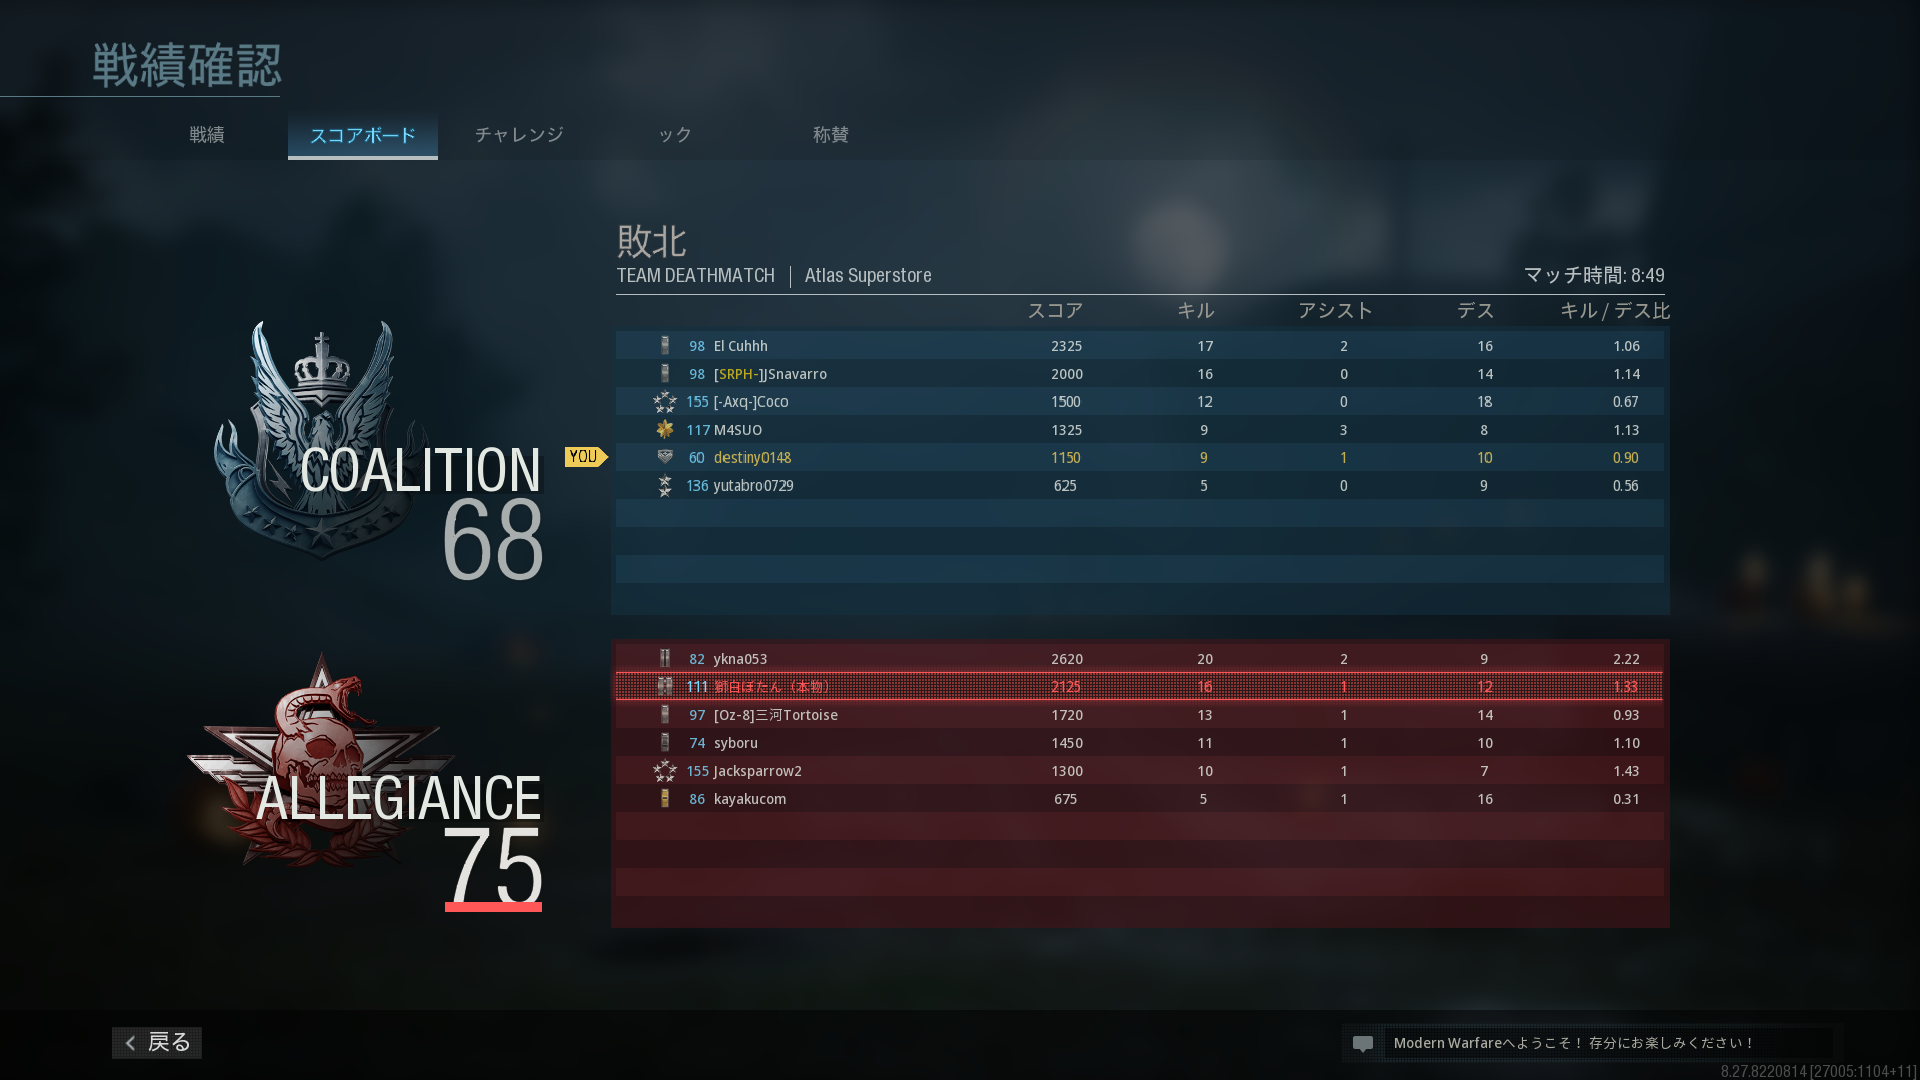 戦績確認
戦績 スコアボード チャレンジ ック 称賛
敗北
TEAM DEATHMATCH | Atlas Superstore マッチ時間: 8:49
スコア キル アシスト デス キル / デス比
98 El Cuhhh 2325 17 2 16 1.06
98 [SRPH-]JSnavarro 2000 16 0 14 1.14
155 [-Axq-]Coco 1500 12 0 18 0.67
117 M4SUO 1325 9 3 8 1.13
YOU 60 destiny0148 1150 9 1 10 0.90
136 yutabro0729 625 5 0 9 0.56
COALITION
68
82 ykna053 2620 20 2 9 2.22
111 獅白ぼたん（本物） 2125 16 1 12 1.33
97 [Oz-8]三河Tortoise 1720 13 1 14 0.93
74 syboru 1450 11 1 10 1.10
155 Jacksparrow2 1300 10 1 7 1.43
86 kayakucom 675 5 1 16 0.31
ALLEGIANCE
75
戻る
Modern Warfareへようこそ！ 存分にお楽しみください！
8.27.8220814[27005:1104+11]